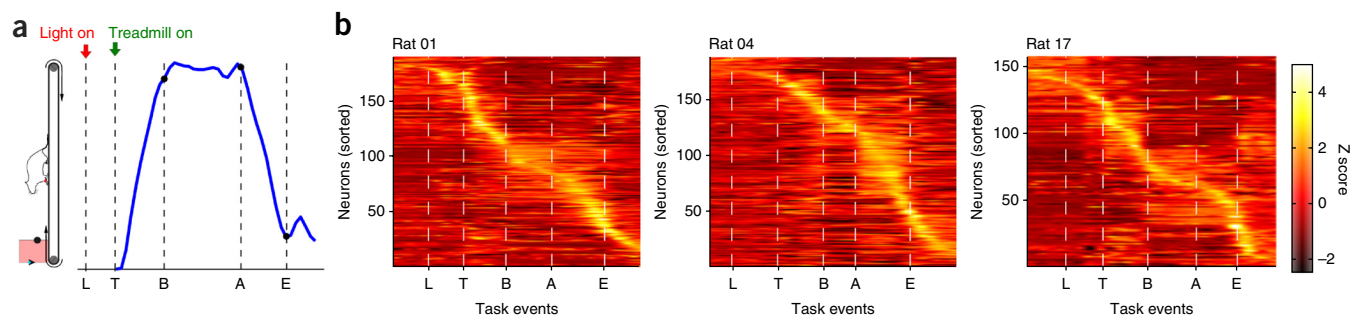 a
Light on
Treadmill on
L T B A E
b
Rat 01
Neurons (sorted)
150
100
50
L T B A E
Task events
Rat 04
Neurons (sorted)
150
100
50
L T B A E
Task events
Rat 17
Neurons (sorted)
150
100
50
L T B A E
Task events
4
2
0
–2
Z score